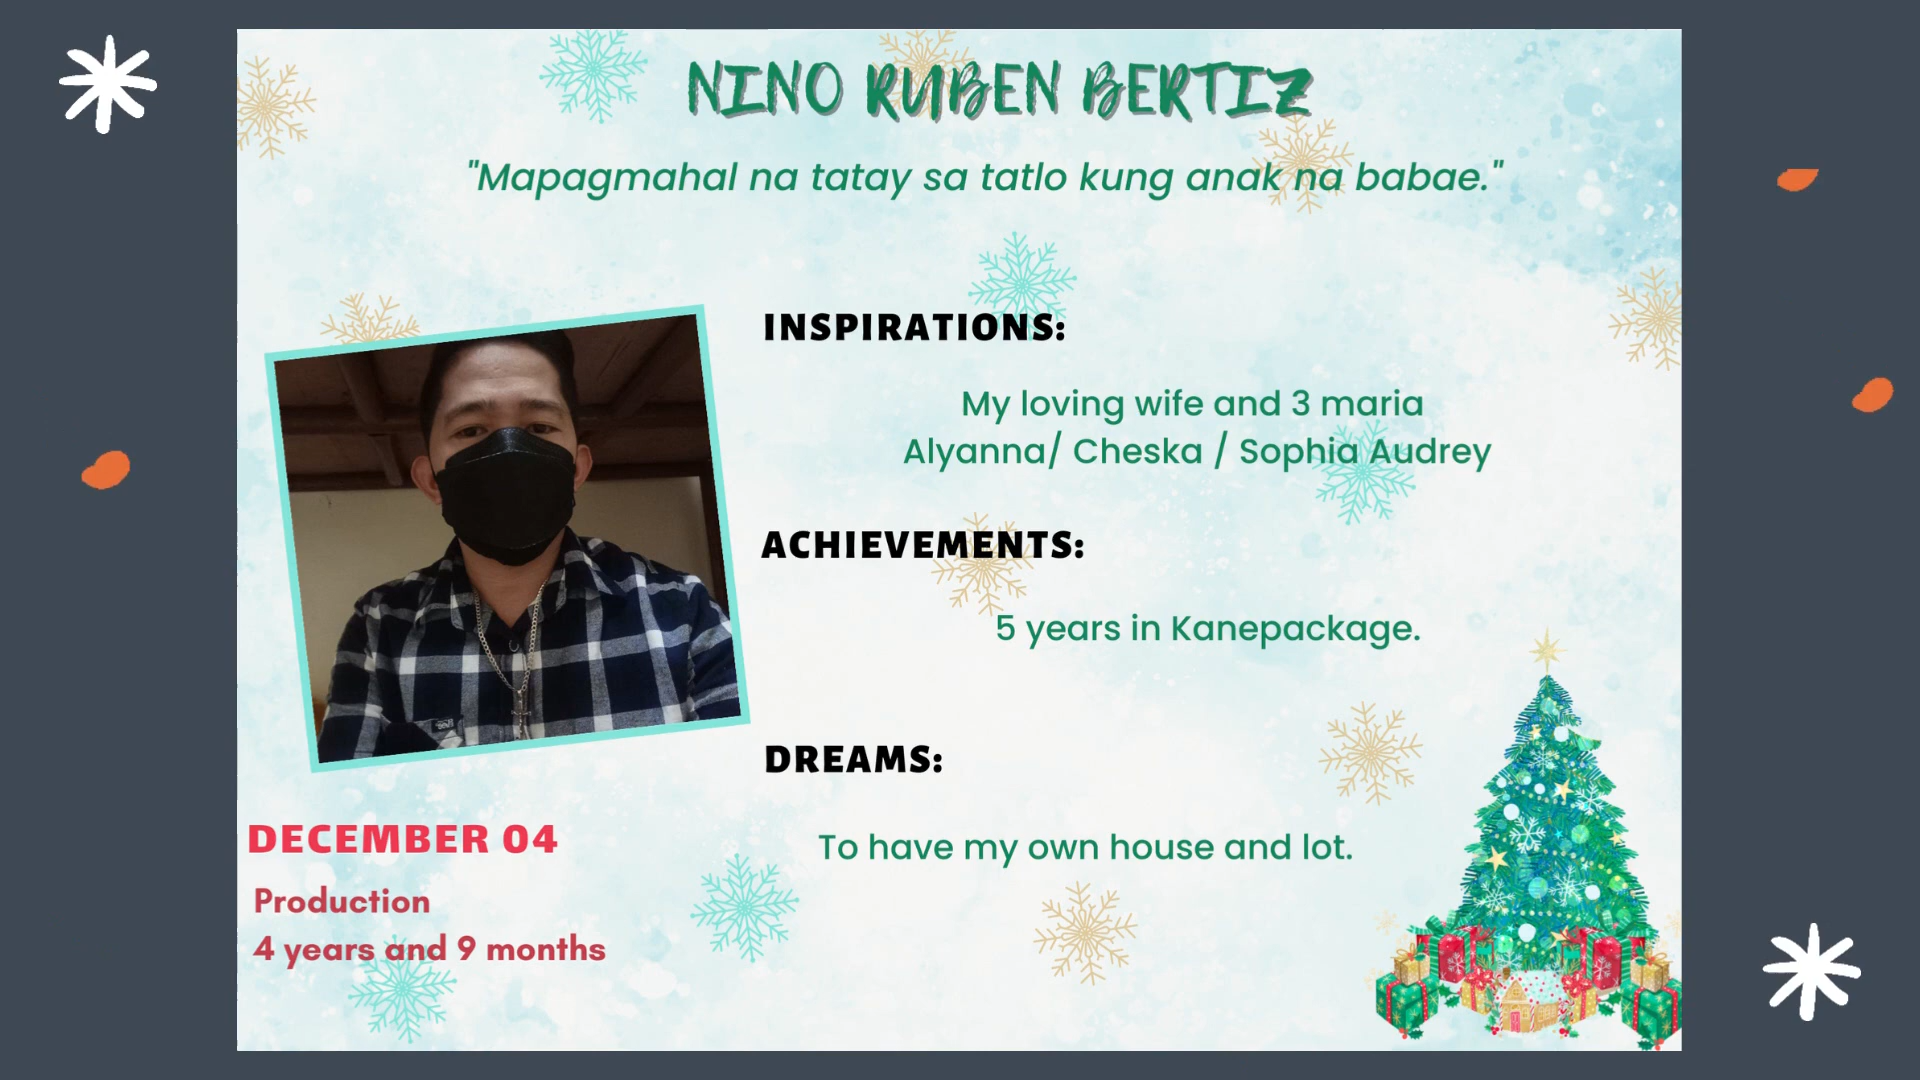 NINO RUBEN BERTIZ
"Mapagmahal na tatay sa tatlo kung anak na babae."
INSPIRATIONS:
My loving wife and 3 maria
Alyanna/ Cheska / Sophia Audrey
ACHIEVEMENTS:
5 years in Kanepackage.
DREAMS:
To have my own house and lot.
DECEMBER 04
Production
4 years and 9 months